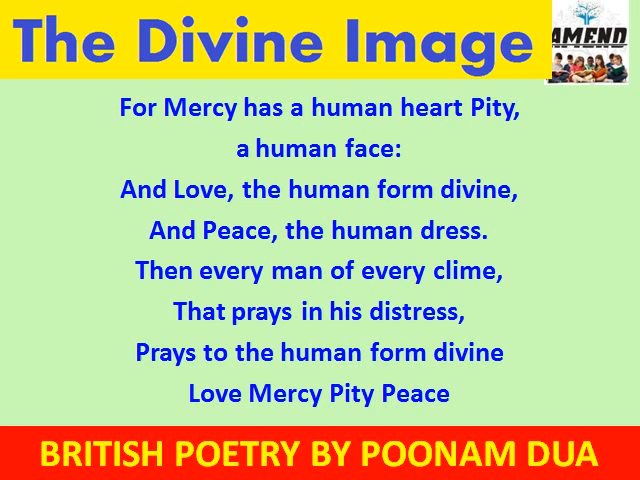 The Divine Image
AMEND
For Mercy has a human heart Pity,
a human face:
And Love, the human form divine,
And Peace, the human dress.
Then every man of every clime,
That prays in his distress,
Prays to the human form divine
Love Mercy Pity Peace
BRITISH POETRY BY POONAM DUA